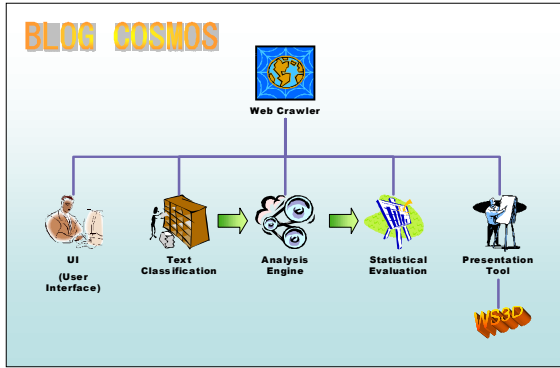 BLOG COSMOS
Web Crawler
UI
(User
Interface)
Text
Classification
Analysis
Engine
Statistical
Evaluation
Presentation
Tool
WS3D